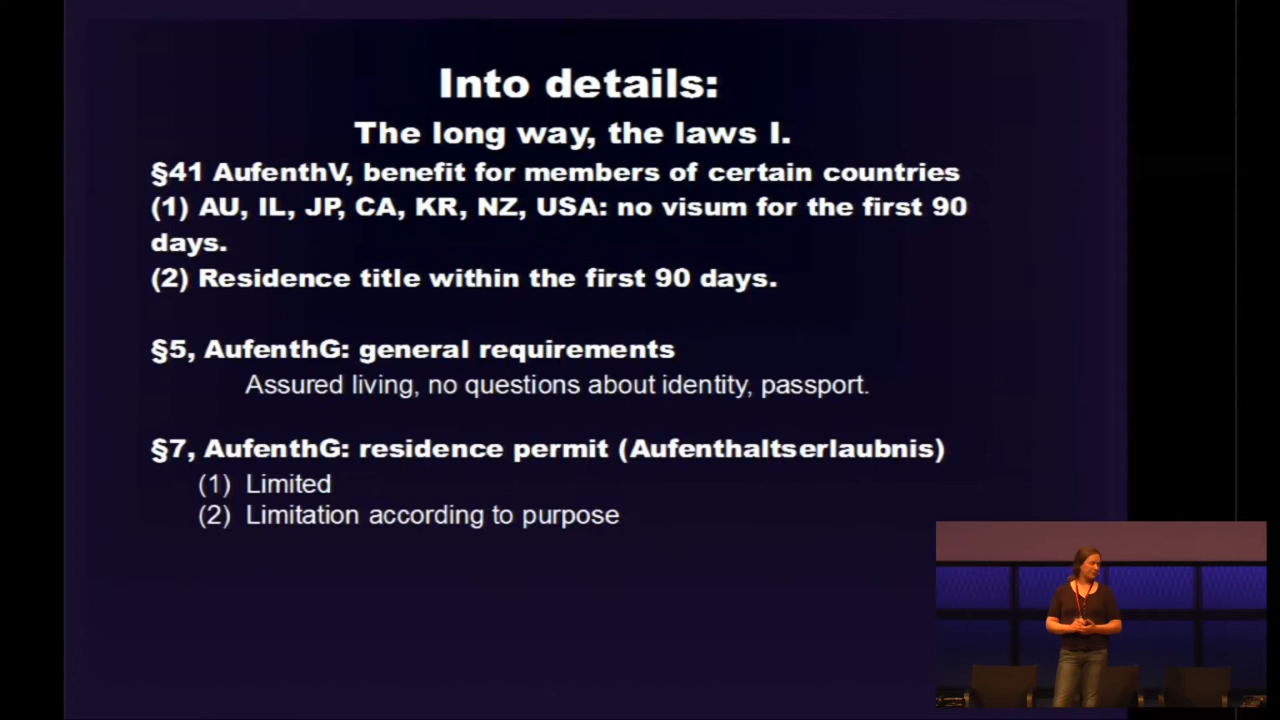 Into details:
The long way, the laws I.
§41 AufenthV, benefit for members of certain countries
(1) AU, IL, JP, CA, KR, NZ, USA: no visum for the first 90
days.
(2) Residence title within the first 90 days.
§5, AufenthG: general requirements
Assured living, no questions about identity, passport.
§7, AufenthG: residence permit (Aufenthaltserlaubnis)
(1) Limited
(2) Limitation according to purpose